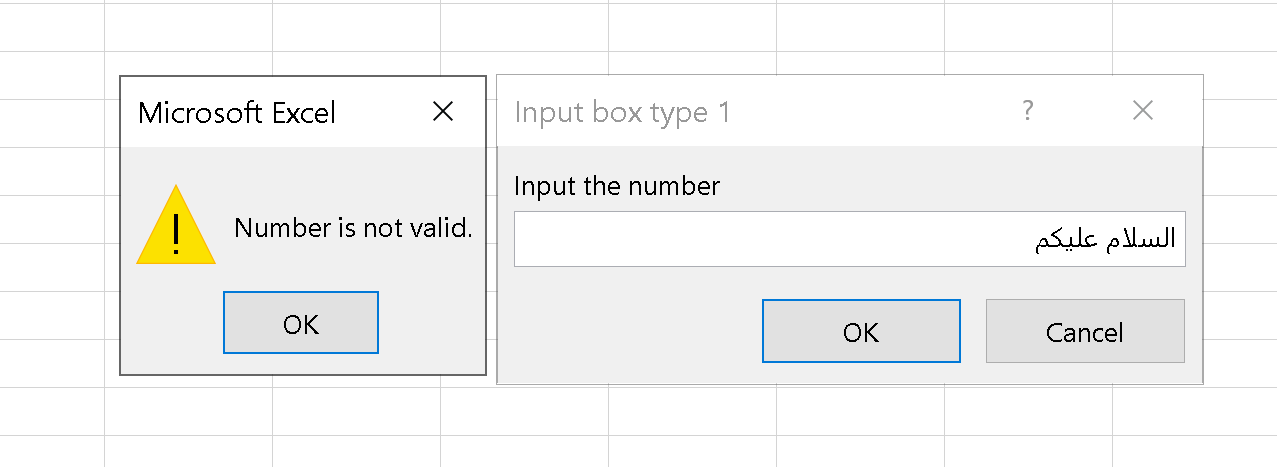 Microsoft Excel
Number is not valid.
OK
Input box type 1
?
Input the number
السلام عليكم
OK
Cancel